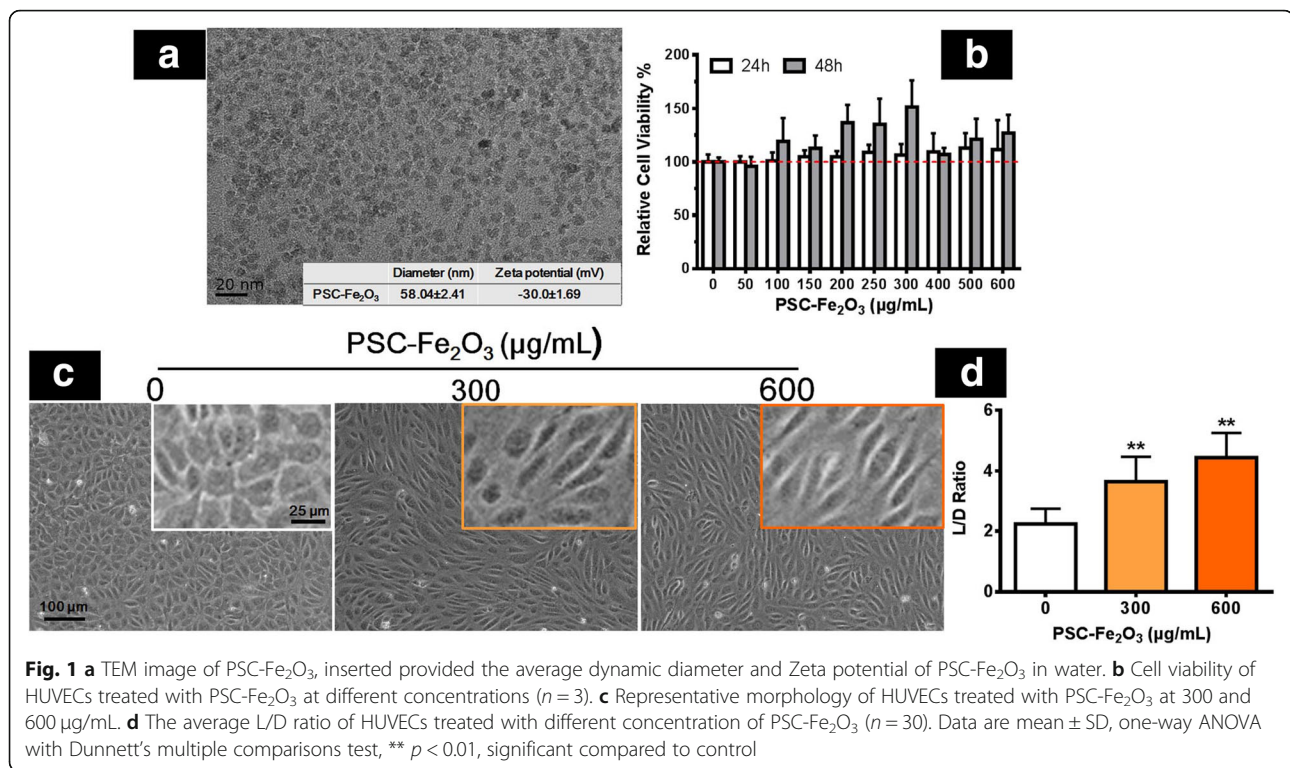 a
20 nm
Diameter (nm) Zeta potential (mV)
PSC-Fe₂O₃ 58.04±2.41 -30.0±1.69
b
24h 48h
Relative Cell Viability %
200
150
100
50
0
0 50 100 150 200 250 300 400 500 600
PSC-Fe₂O₃ (µg/mL)
PSC-Fe₂O₃ (µg/mL)
c
0 300 600
25 µm
100 µm
d
L/D Ratio
6
4
2
0
** **
0 300 600
PSC-Fe₂O₃ (µg/mL)
Fig. 1 a TEM image of PSC-Fe₂O₃, inserted provided the average dynamic diameter and Zeta potential of PSC-Fe₂O₃ in water. b Cell viability of
HUVECs treated with PSC-Fe₂O₃ at different concentrations (n = 3). c Representative morphology of HUVECs treated with PSC-Fe₂O₃ at 300 and
600 µg/mL. d The average L/D ratio of HUVECs treated with different concentration of PSC-Fe₂O₃ (n = 30). Data are mean ± SD, one-way ANOVA
with Dunnett's multiple comparisons test, ** p < 0.01, significant compared to control